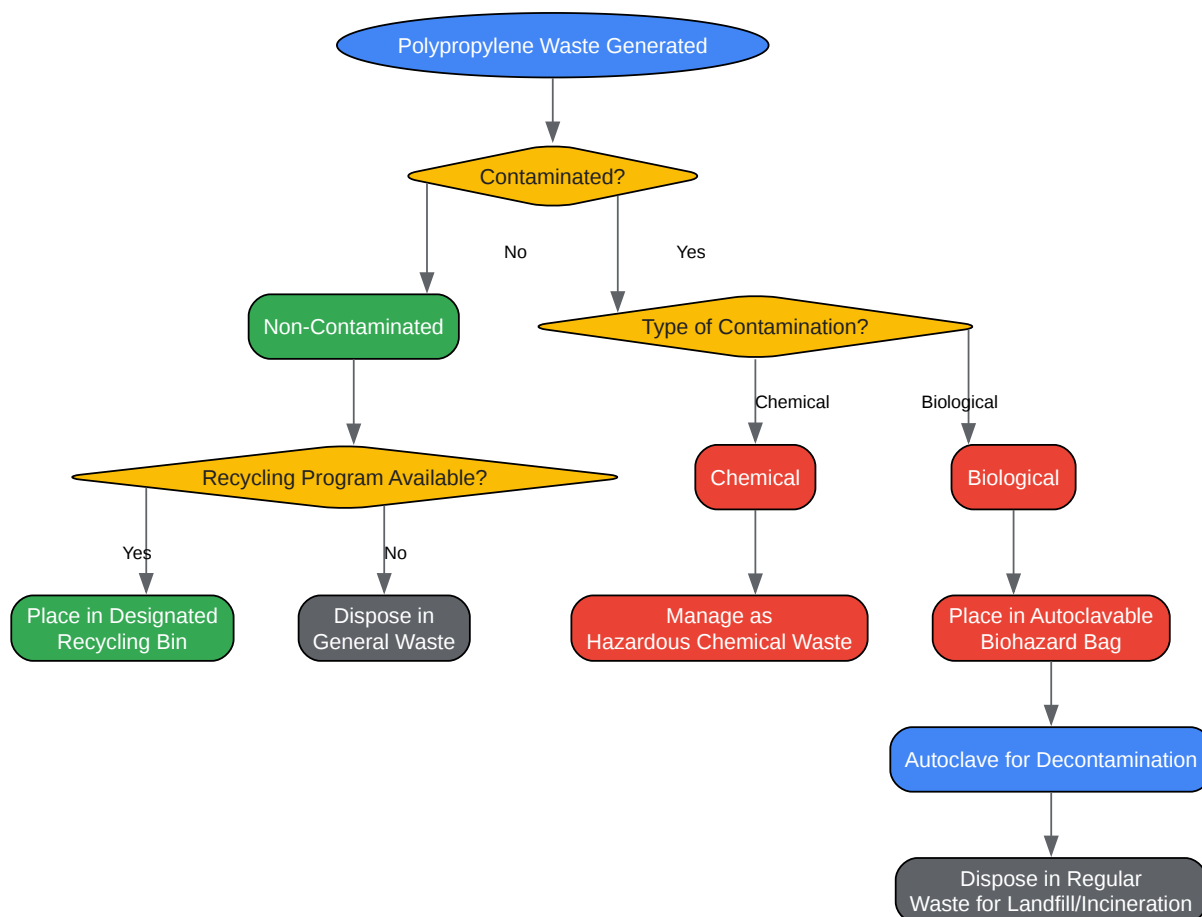 Polypropylene Waste Generated
Contaminated?
No
Yes
Non-Contaminated
Type of Contamination?
Chemical
Biological
Recycling Program Available?
Chemical
Biological
Yes
No
Place in Designated
Recycling Bin
Dispose in
General Waste
Manage as
Hazardous Chemical Waste
Place in Autoclavable
Biohazard Bag
Autoclave for Decontamination
Dispose in Regular
Waste for Landfill/Incineration